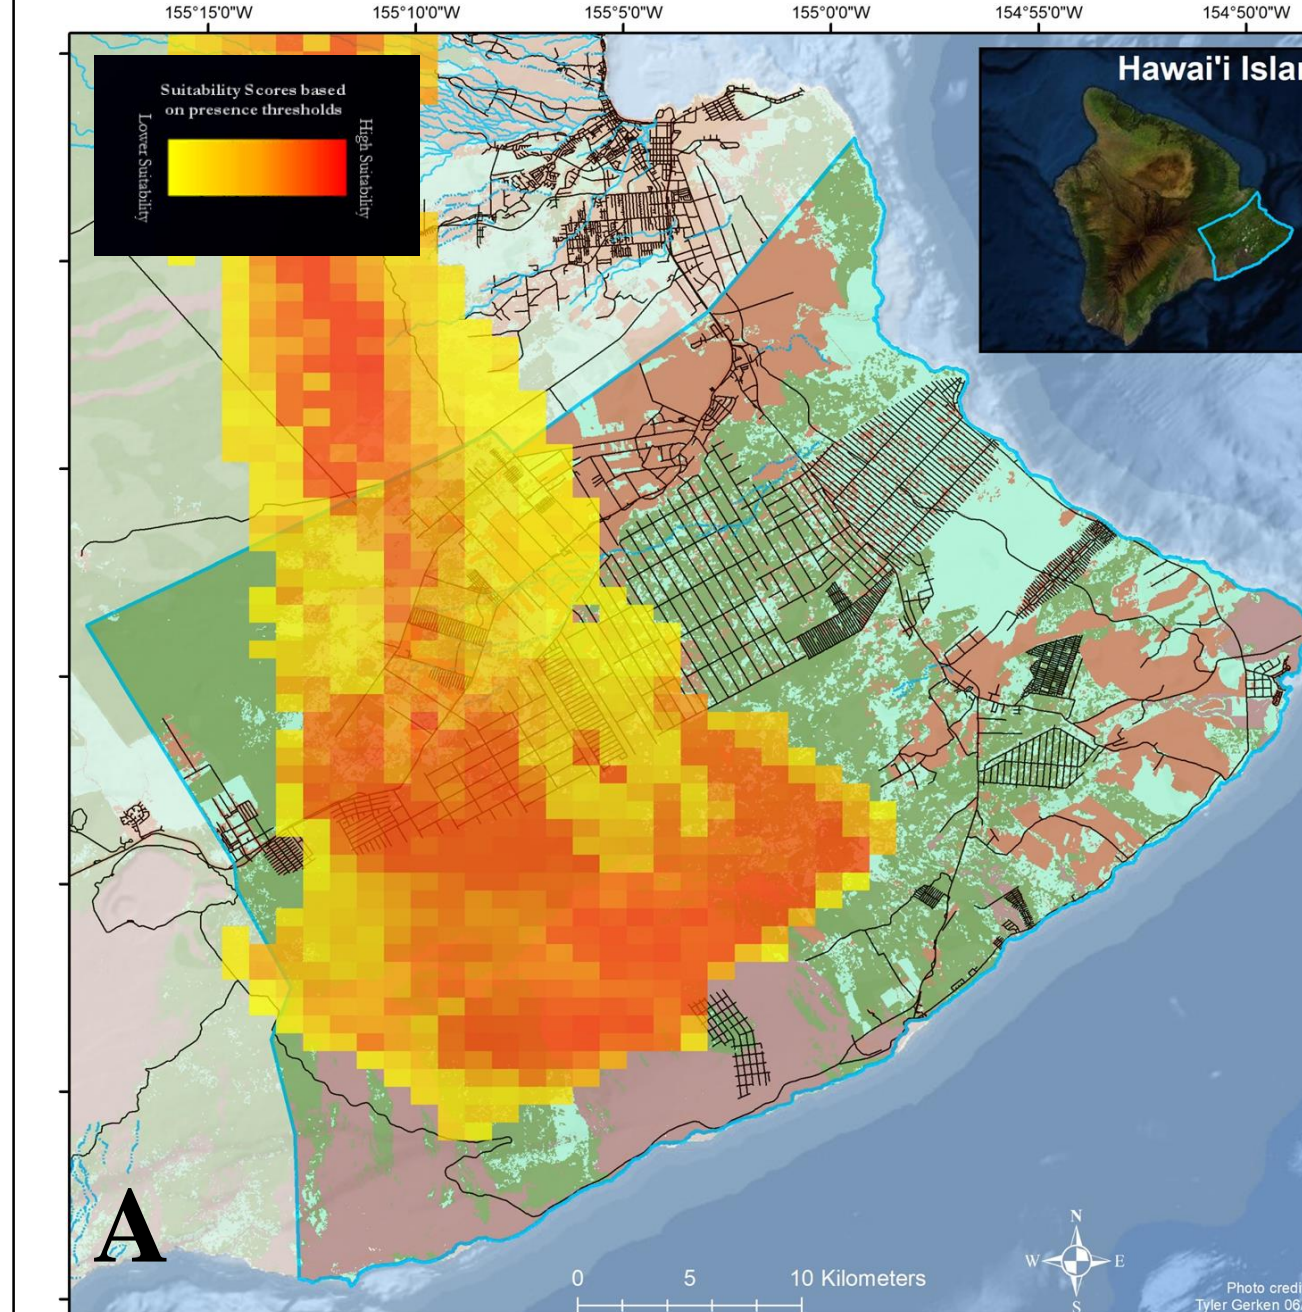 155°15'0"W 155°10'0"W 155°5'0"W 155°0'0"W 154°55'0"W 154°50'0"W
Suitability Scores based
on presence thresholds
Lower Suitability
High Suitability
Hawai'i Islan
A
0 5 10 Kilometers
N
W E
S
Photo credi
Tyler Gerken 06